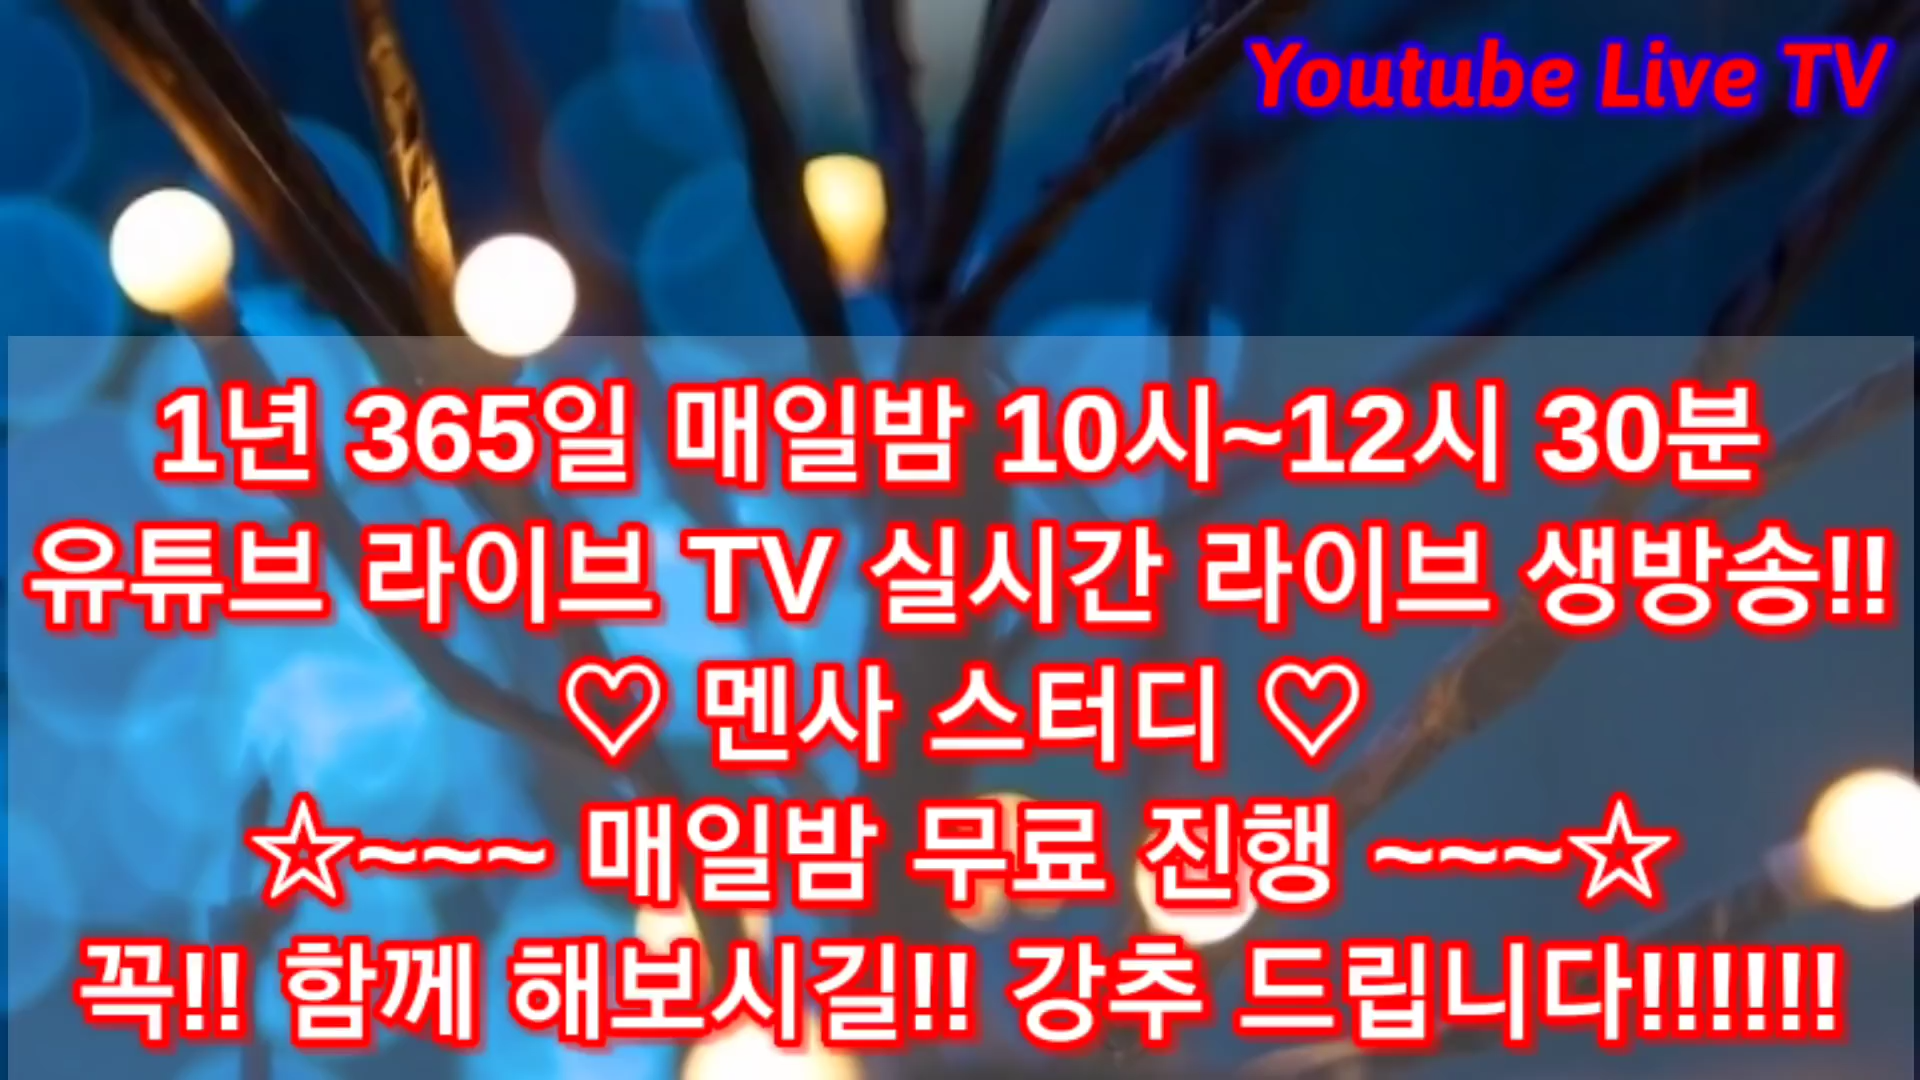 Youtube Live TV
1년 365일 매일밤 10시~12시 30분
유튜브 라이브 TV 실시간 라이브 생방송!!
♡ 멘사 스터디 ♡
☆~~~ 매일밤 무료 진행 ~~~☆
꼭!! 함께 해보시길!! 강추 드립니다!!!!!!